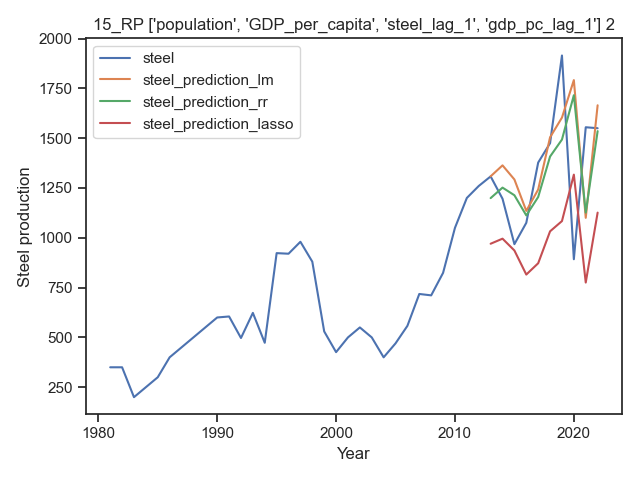 15_RP ['population', 'GDP_per_capita', 'steel_lag_1', 'gdp_pc_lag_1'] 2
2000
1750
1500
1250
1000
750
500
250
Steel production
steel
steel_prediction_lm
steel_prediction_rr
steel_prediction_lasso
1980
1990
2000
2010
2020
Year